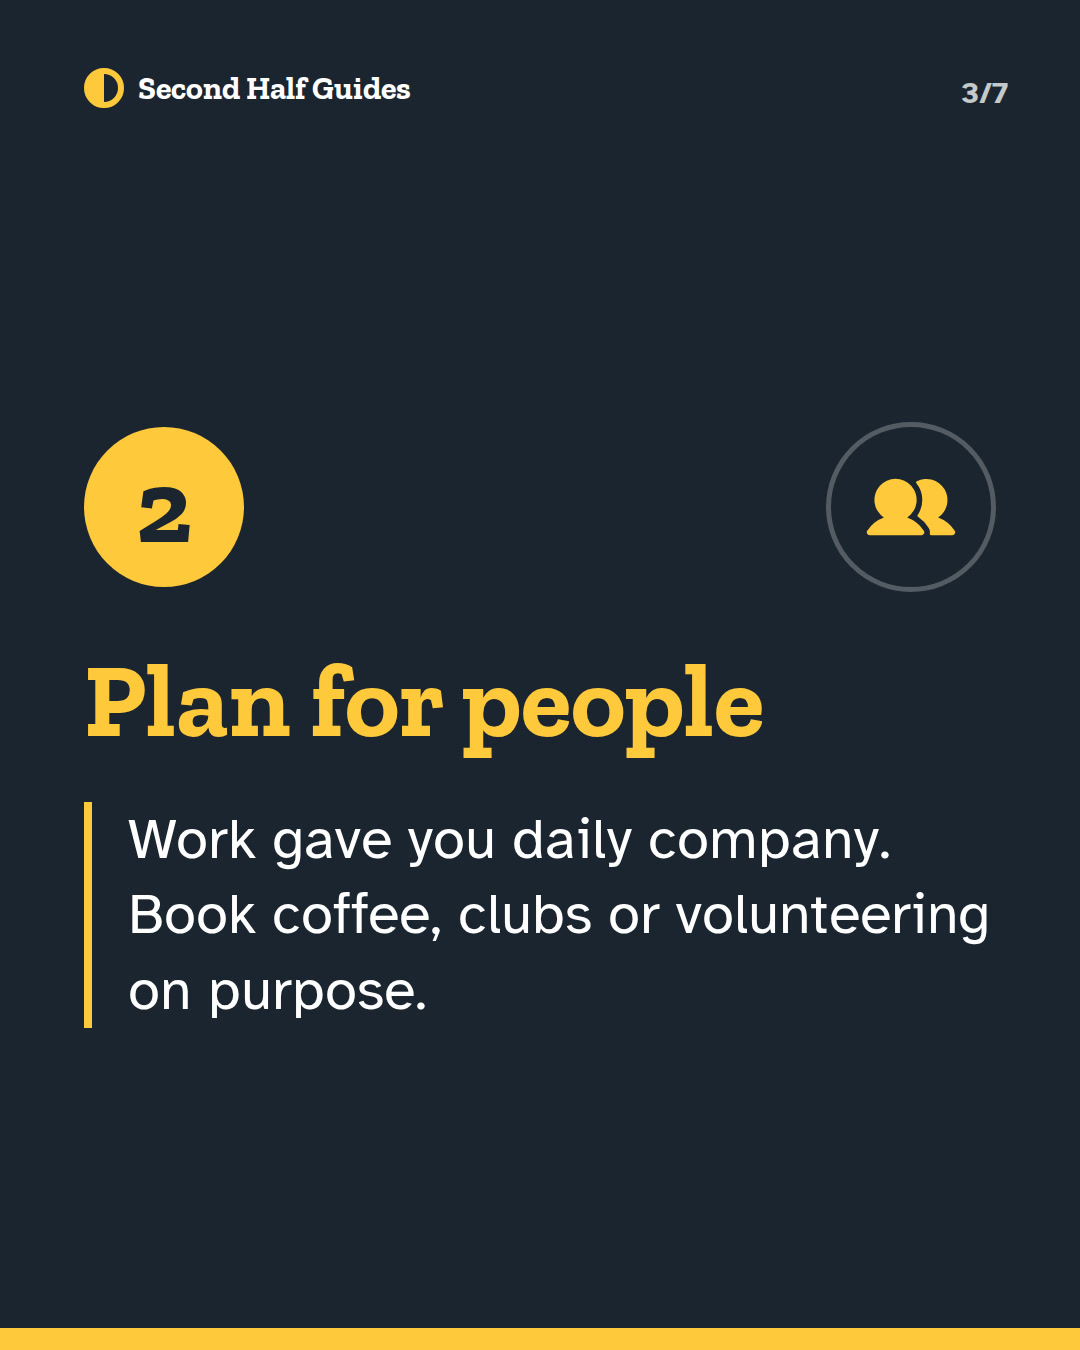 Second Half Guides
3/7
2
Plan for people
Work gave you daily company.
Book coffee, clubs or volunteering
on purpose.